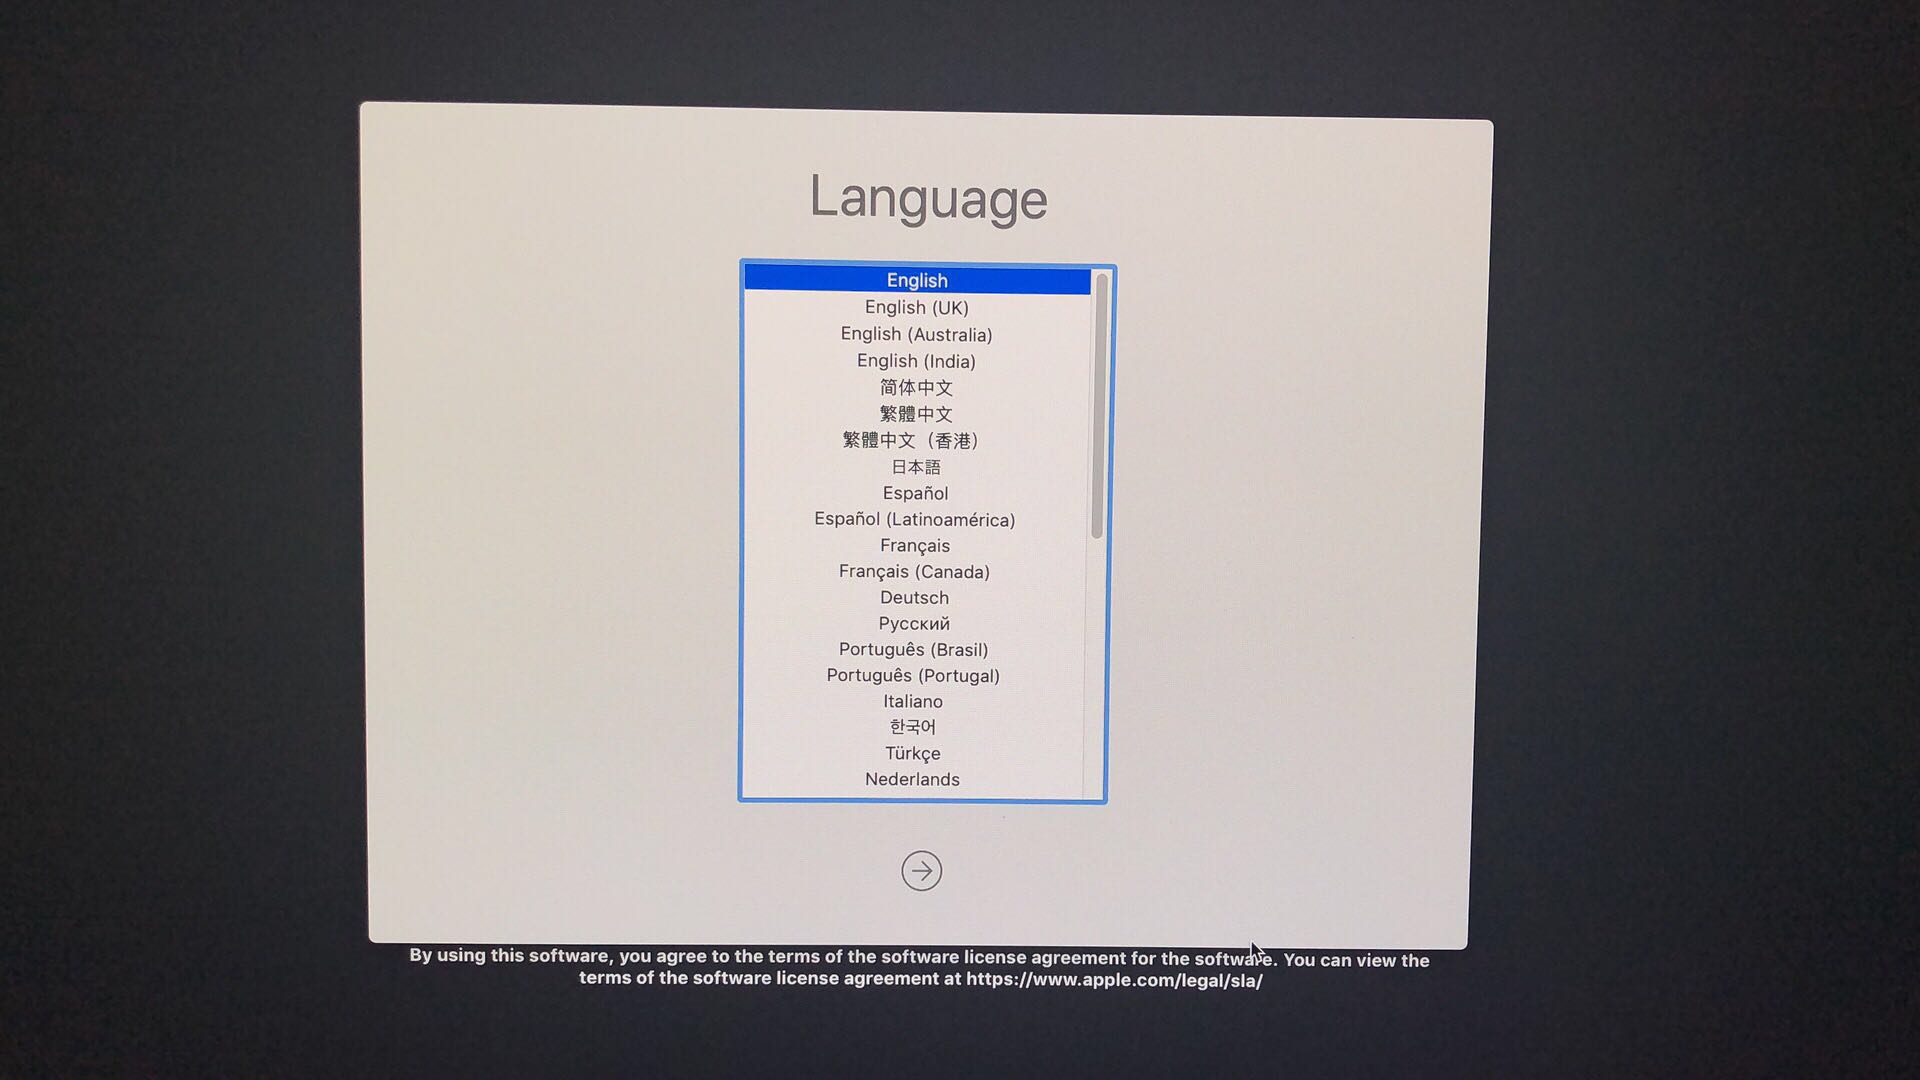 Language
English
English (UK)
English (Australia)
English (India)
简体中文
繁體中文
繁體中文（香港）
日本語
Español
Español (Latinoamérica)
Français
Français (Canada)
Deutsch
Русский
Português (Brasil)
Português (Portugal)
Italiano
한국어
Türkçe
Nederlands
By using this software, you agree to the terms of the software license agreement for the software. You can view the
terms of the software license agreement at https://www.apple.com/legal/sla/